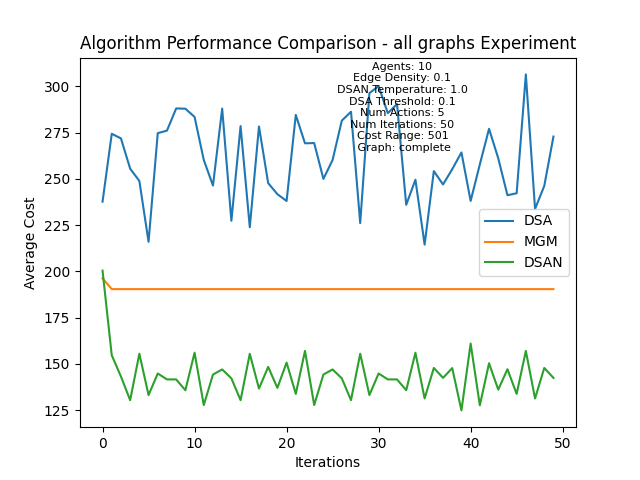 Algorithm Performance Comparison - all graphs Experiment
Agents: 10
Edge Density: 0.1
DSAN Temperature: 1.0
DSA Threshold: 0.1
Num Actions: 5
Num Iterations: 50
Cost Range: 501
Graph: complete
300
275
250
225
200
175
150
125
Average Cost
DSA
MGM
DSAN
0
10
20
30
40
50
Iterations